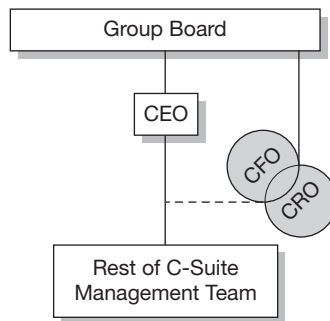 Group Board
CEO
CFO
CRO
Rest of C-Suite
Management Team